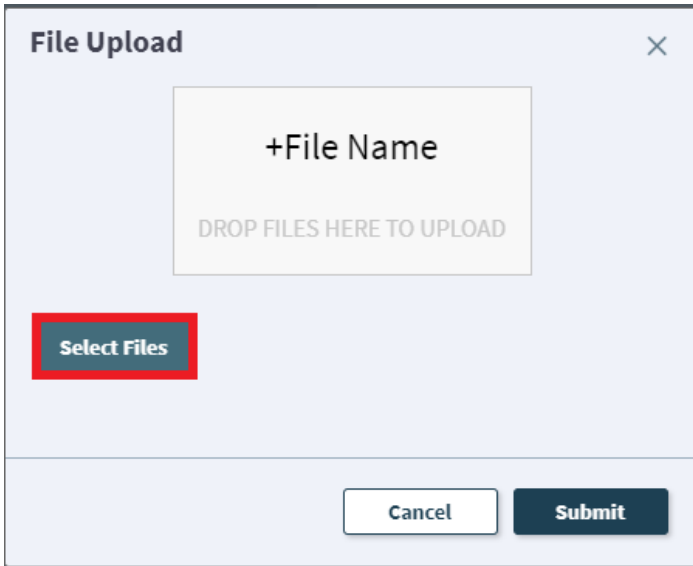 File Upload
+File Name
DROP FILES HERE TO UPLOAD
Select Files
Cancel
Submit